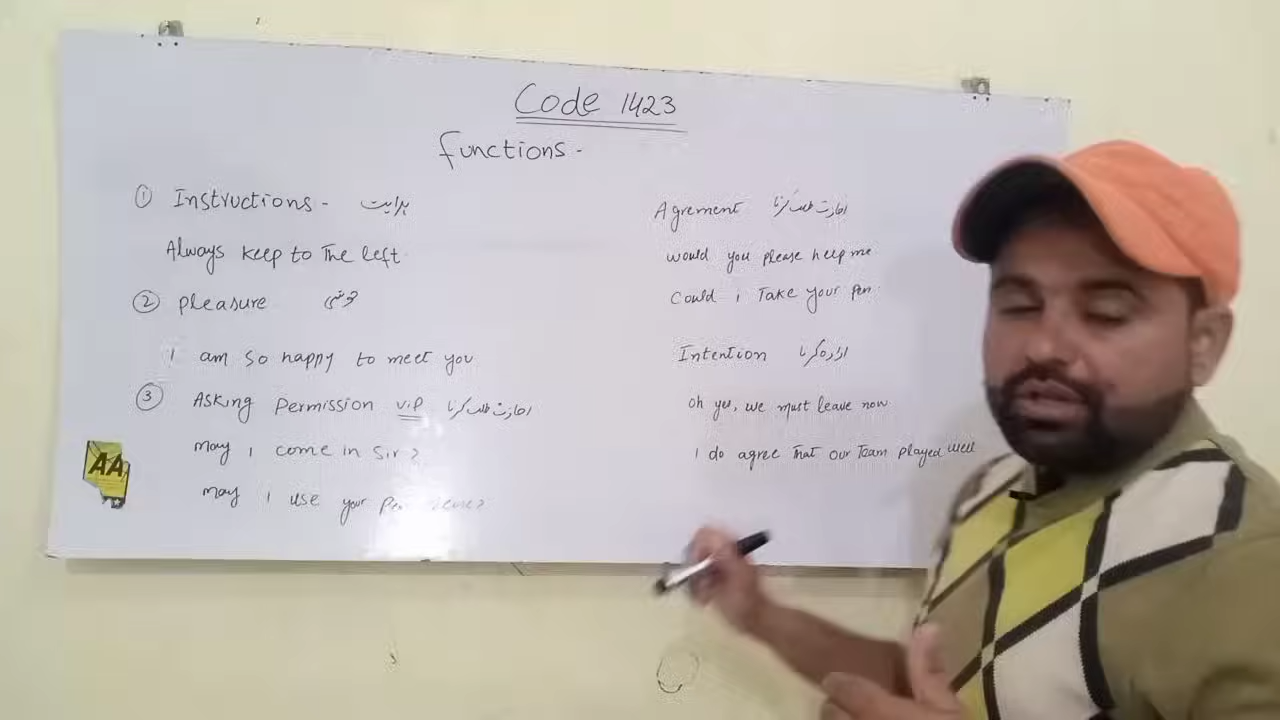 Code 1423
Functions -
① Instructions - ہدایت
Always keep to The left
② pleasure خوشی
I am so happy to meet you
③ Asking Permission V.I.P اجازت طلب کرنا
may I come in Sir?
may I use your Pen
Agrement اجازت طلب کرنا
would you please help me
Could i Take your Pen.
Intention ارادہ کرنا
Oh yes, we must leave now
I do agree That our Team played well
AA